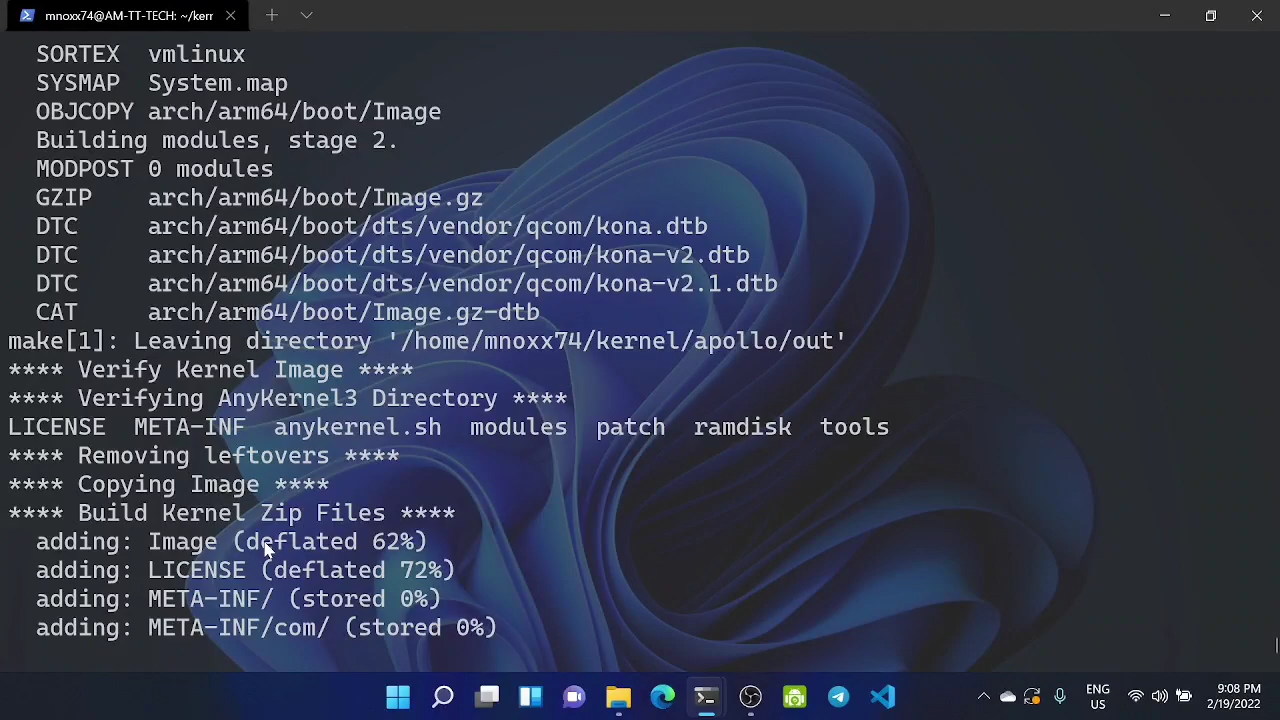 mnoxx74@AM-TT-TECH: ~/kerr
SORTEX vmlinux
SYSMAP System.map
OBJCOPY arch/arm64/boot/Image
Building modules, stage 2.
MODPOST 0 modules
GZIP arch/arm64/boot/Image.gz
DTC arch/arm64/boot/dts/vendor/qcom/kona.dtb
DTC arch/arm64/boot/dts/vendor/qcom/kona-v2.dtb
DTC arch/arm64/boot/dts/vendor/qcom/kona-v2.1.dtb
CAT arch/arm64/boot/Image.gz-dtb
make[1]: Leaving directory '/home/mnoxx74/kernel/apollo/out'
**** Verify Kernel Image ****
**** Verifying AnyKernel3 Directory ****
LICENSE META-INF anykernel.sh modules patch ramdisk tools
**** Removing leftovers ****
**** Copying Image ****
**** Build Kernel Zip Files ****
adding: Image (deflated 62%)
adding: LICENSE (deflated 72%)
adding: META-INF/ (stored 0%)
adding: META-INF/com/ (stored 0%)
ENG
US
9:08 PM
2/19/2022